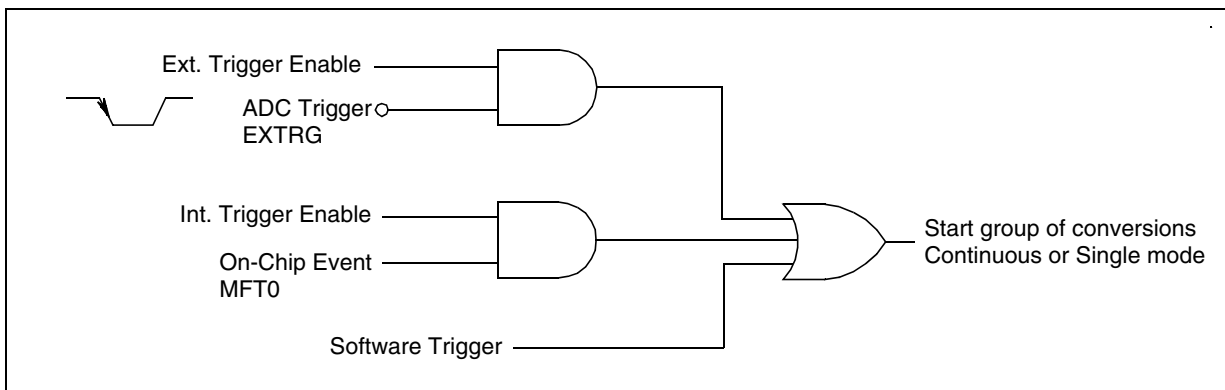 Ext. Trigger Enable
ADC Trigger
EXTRG
Int. Trigger Enable
On-Chip Event
MFT0
Software Trigger
Start group of conversions
Continuous or Single mode